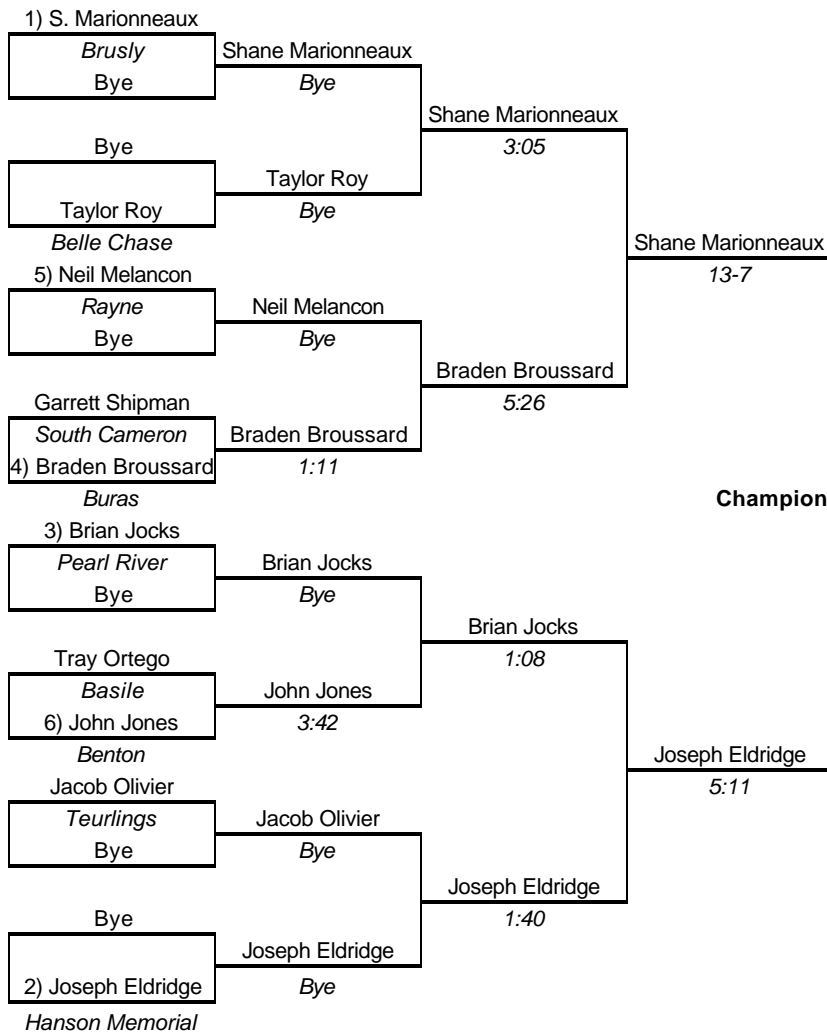 1) S. Marionneaux
Brusly
Bye
Shane Marionneaux
Bye
Shane Marionneaux
3:05
Bye
Taylor Roy
Belle Chase
Taylor Roy
Bye
Shane Marionneaux
13-7
5) Neil Melancon
Rayne
Bye
Neil Melancon
Bye
Braden Broussard
5:26
Garrett Shipman
South Cameron
4) Braden Broussard
Buras
Braden Broussard
1:11
Champion
3) Brian Jocks
Pearl River
Bye
Brian Jocks
Bye
Brian Jocks
1:08
Tray Ortego
Basile
6) John Jones
Benton
John Jones
3:42
Joseph Eldridge
5:11
Jacob Olivier
Teurlings
Bye
Jacob Olivier
Bye
Joseph Eldridge
1:40
Bye
2) Joseph Eldridge
Hanson Memorial
Joseph Eldridge
Bye